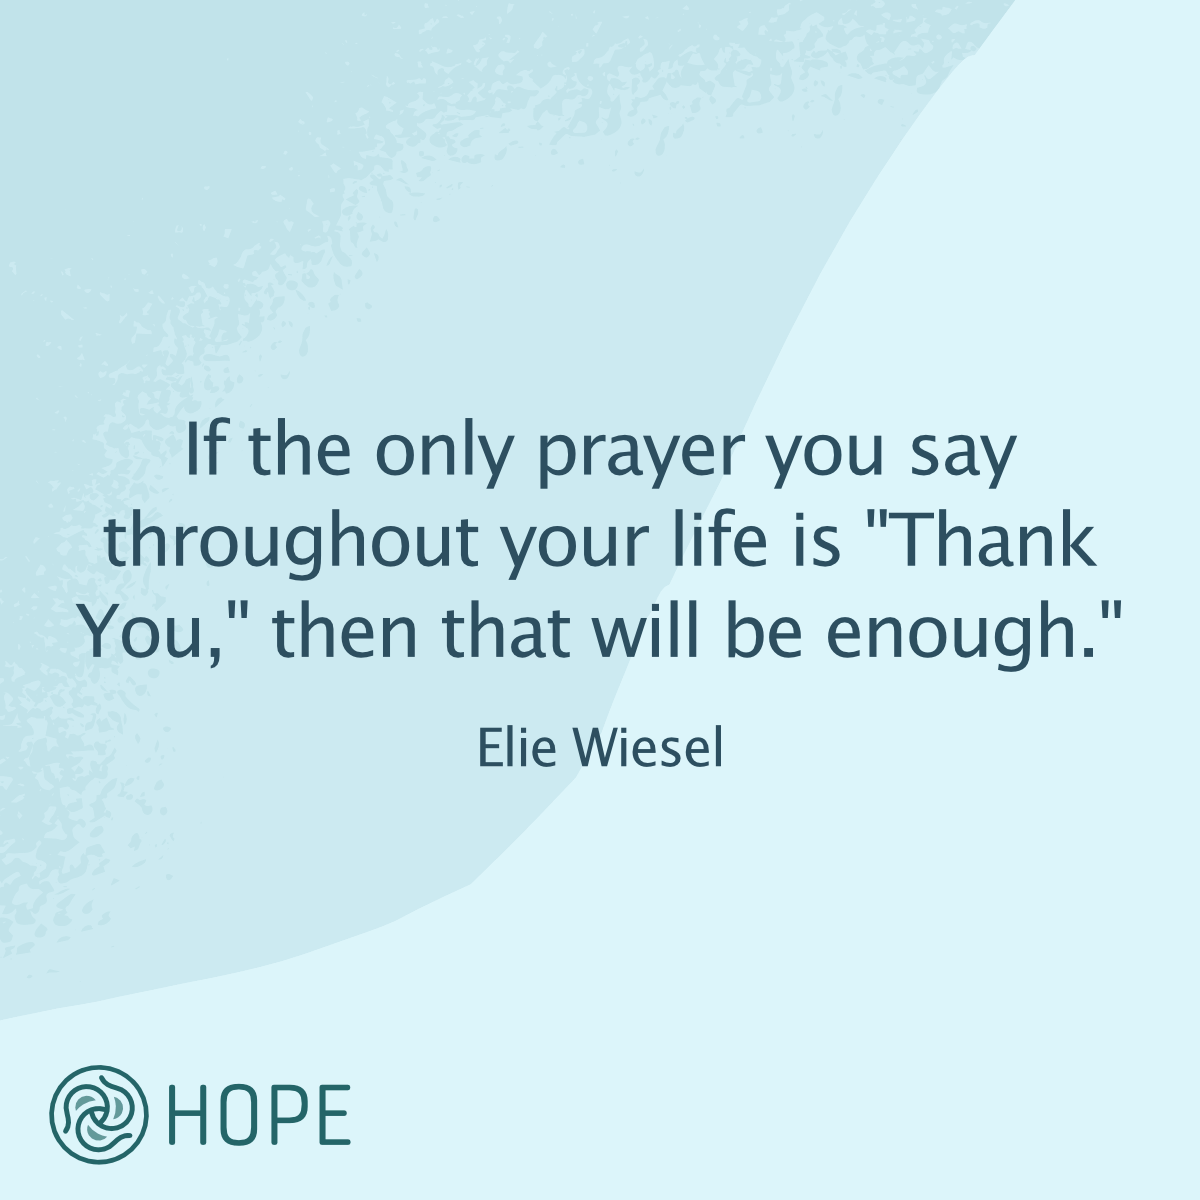 If the only prayer you say
throughout your life is "Thank
You," then that will be enough."
Elie Wiesel
HOPE